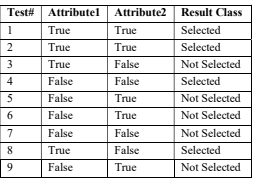 Test# Attribute1 Attribute2 Result Class
1 True True Selected
2 True True Selected
3 True False Not Selected
4 False False Selected
5 False True Not Selected
6 False True Not Selected
7 False False Not Selected
8 True False Selected
9 False True Not Selected